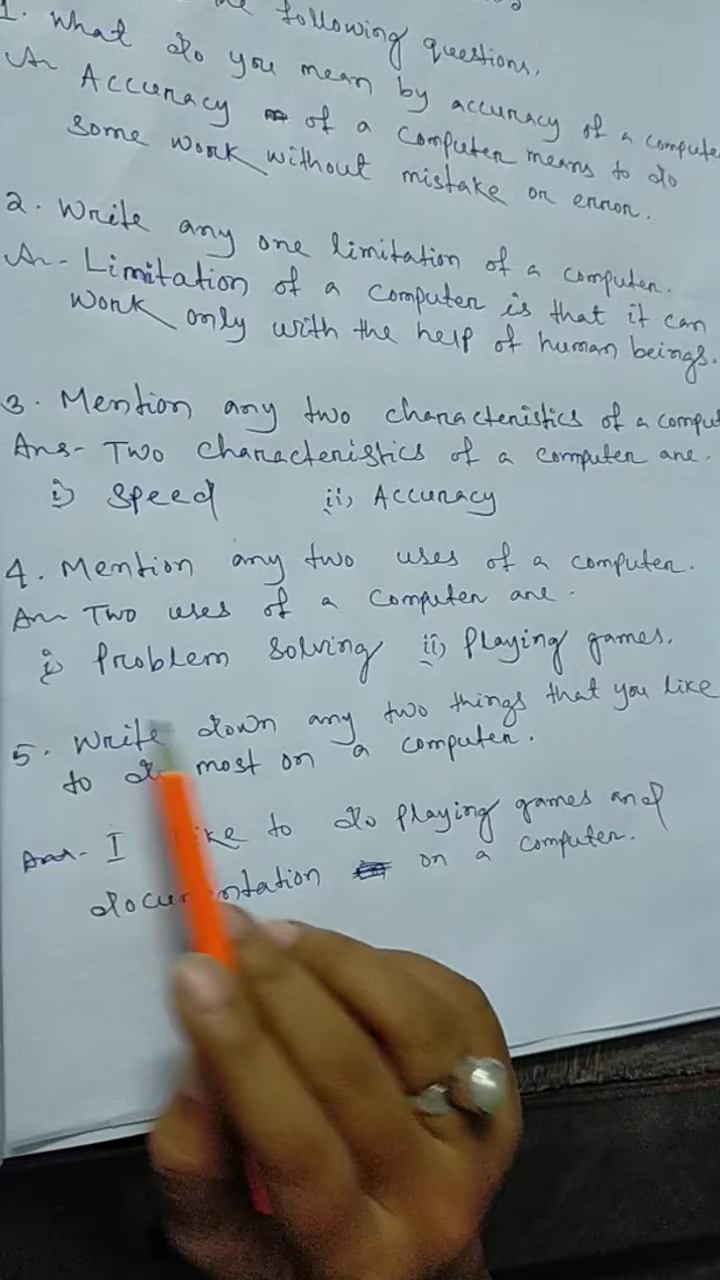 following questions.
1. What do you mean by accuracy of a compute
An Accuracy of a computer means to do
some work without mistake or error.
2. Write any one limitation of a computer.
An - Limitation of a computer is that it can
work only with the help of human beings.
3. Mention any two characteristics of a comput
Ans- Two characteristics of a computer are.
i) Speed ii) Accuracy
4. Mention any two uses of a computer.
An Two uses of a computer are.
i) Problem solving ii) Playing games.
5. Write down any two things that you like
to do most on a computer.
Ans- I like to do playing games and
documentation on a computer.